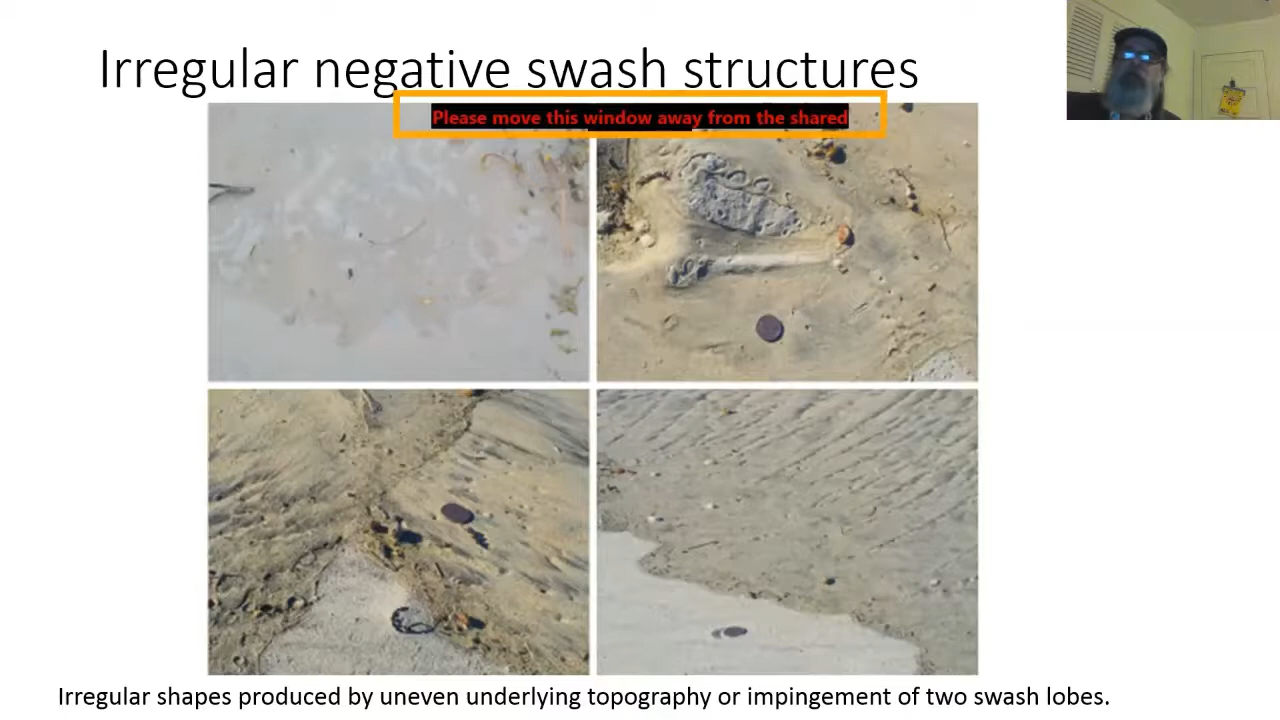 Irregular negative swash structures
Please move this window away from the shared
Irregular shapes produced by uneven underlying topography or impingement of two swash lobes.